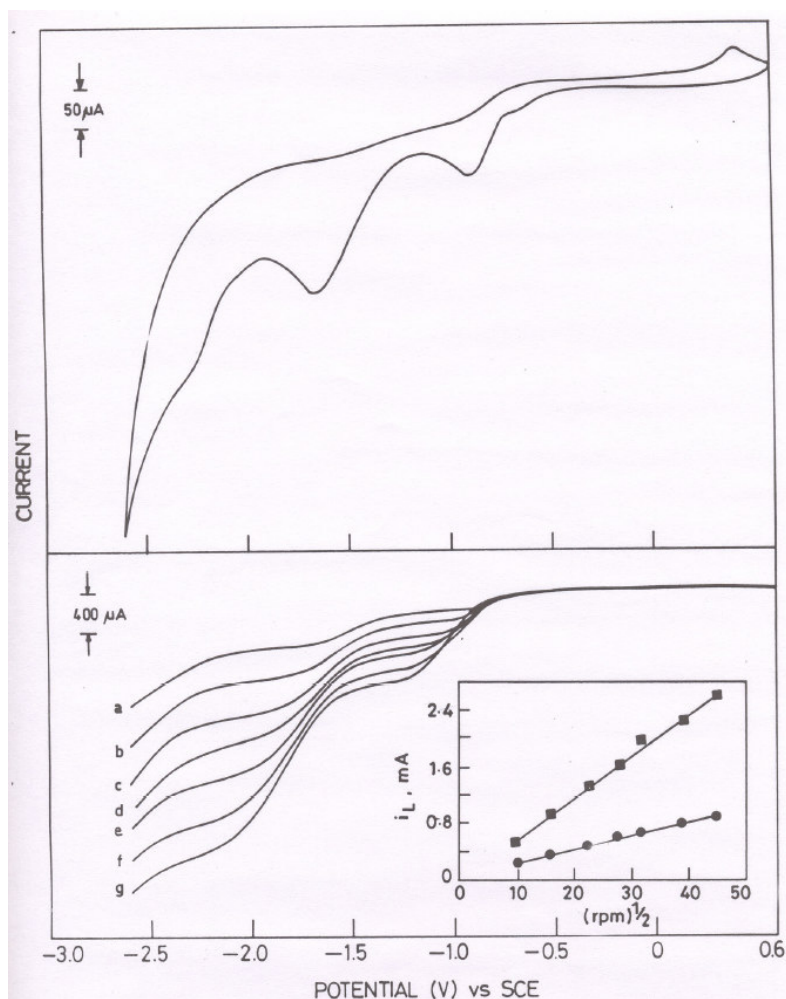 50 μA
CURRENT
400 μA
a
b
c
d
e
f
g
2·4
1·6
0·8
0
i_L , mA
0 10 20 30 40 50
(rpm)^1/2
−3.0 −2.5 −2.0 −1.5 −1.0 −0.5 0 0.6
POTENTIAL (V) vs SCE